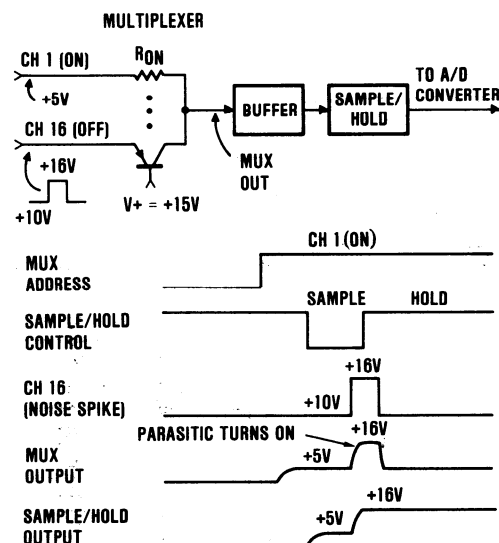 MULTIPLEXER
CH 1 (ON)
RON
+5V
BUFFER
SAMPLE/
HOLD
TO A/D
CONVERTER
CH 16 (OFF)
+16V
+10V
V+ = +15V
MUX
OUT
CH 1 (ON)
MUX
ADDRESS
SAMPLE HOLD
SAMPLE/HOLD
CONTROL
+16V
CH 16
(NOISE SPIKE)
+10V
+16V
PARASITIC TURNS ON
MUX
OUTPUT
+5V
+16V
SAMPLE/HOLD
OUTPUT
+5V